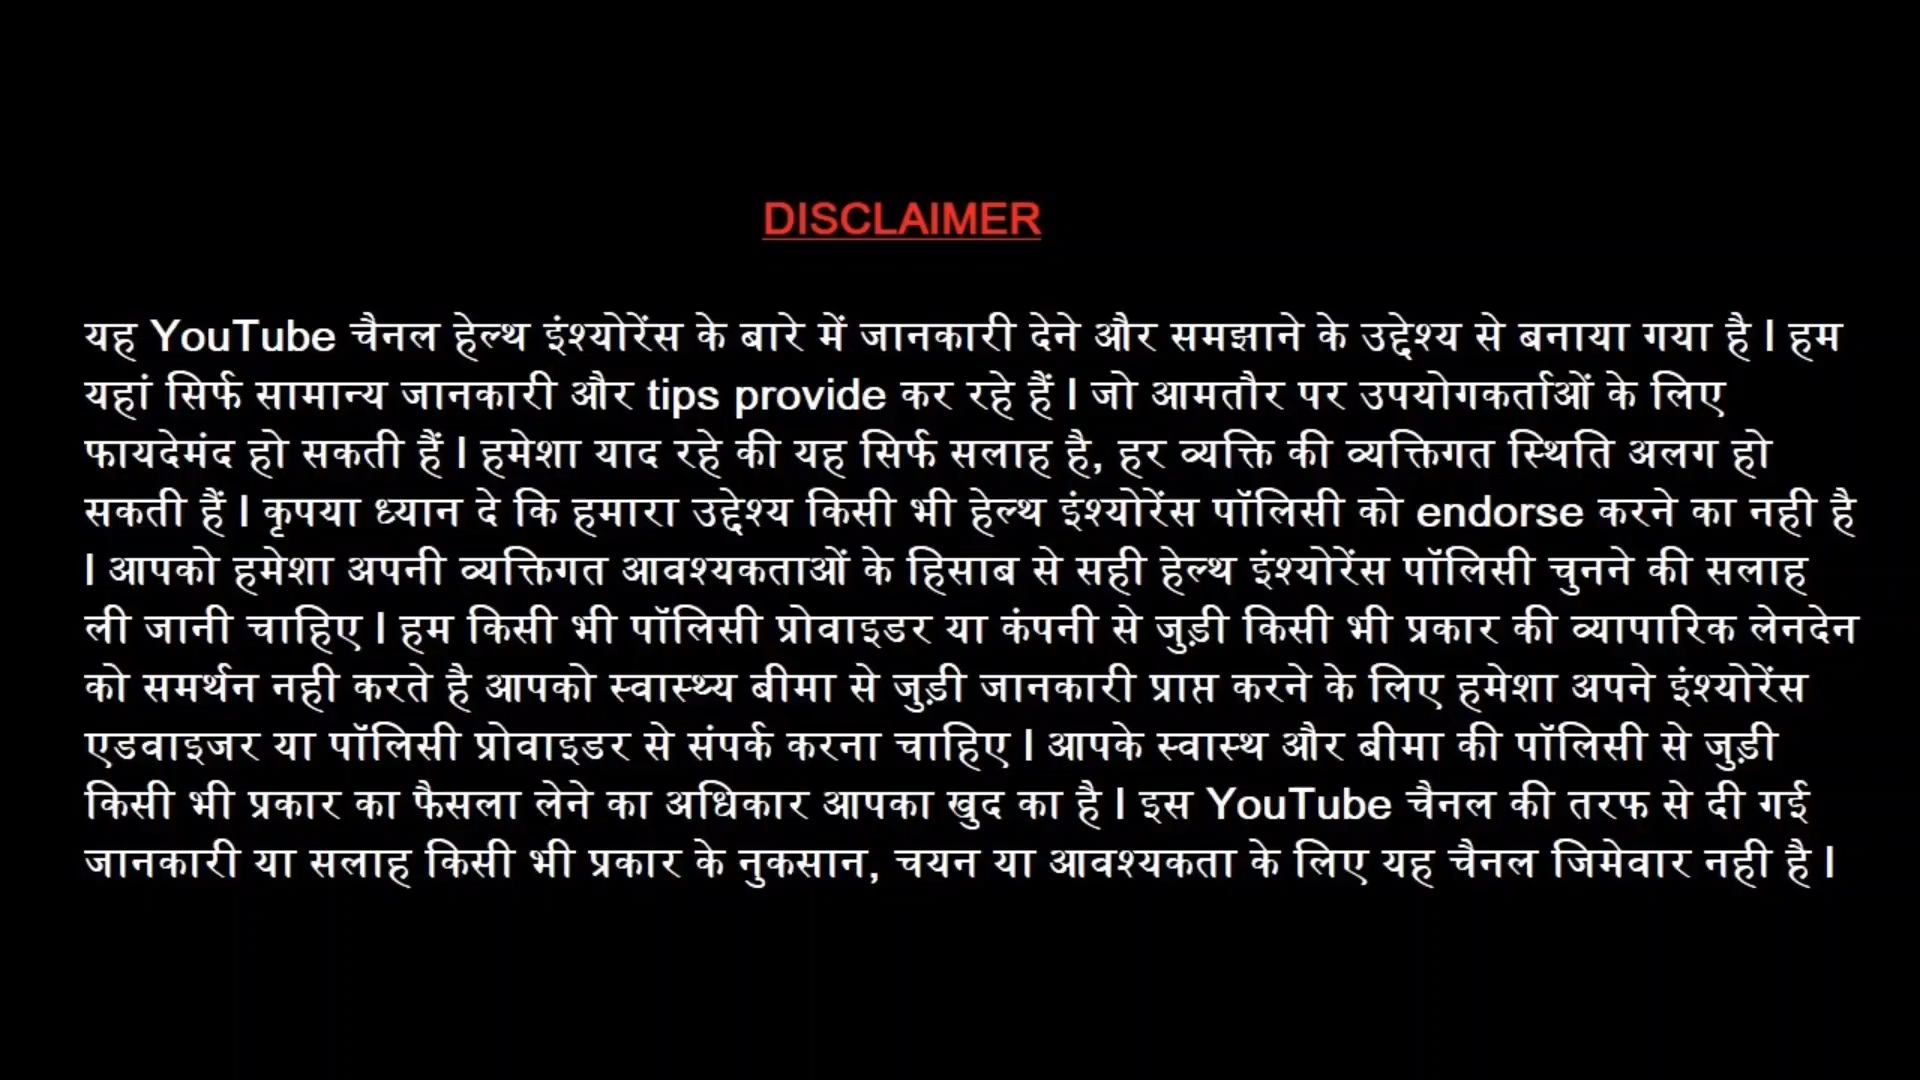 DISCLAIMER
यह YouTube चैनल हेल्थ इंश्योरेंस के बारे में जानकारी देने और समझाने के उद्देश्य से बनाया गया है l हम
यहां सिर्फ सामान्य जानकारी और tips provide कर रहे हैं l जो आमतौर पर उपयोगकर्ताओं के लिए
फायदेमंद हो सकती हैं l हमेशा याद रहे की यह सिर्फ सलाह है, हर व्यक्ति की व्यक्तिगत स्थिति अलग हो
सकती हैं l कृपया ध्यान दे कि हमारा उद्देश्य किसी भी हेल्थ इंश्योरेंस पॉलिसी को endorse करने का नही है
l आपको हमेशा अपनी व्यक्तिगत आवश्यकताओं के हिसाब से सही हेल्थ इंश्योरेंस पॉलिसी चुनने की सलाह
ली जानी चाहिए l हम किसी भी पॉलिसी प्रोवाइडर या कंपनी से जुड़ी किसी भी प्रकार की व्यापारिक लेनदेन
को समर्थन नही करते है आपको स्वास्थ्य बीमा से जुड़ी जानकारी प्राप्त करने के लिए हमेशा अपने इंश्योरेंस
एडवाइजर या पॉलिसी प्रोवाइडर से संपर्क करना चाहिए l आपके स्वास्थ और बीमा की पॉलिसी से जुड़ी
किसी भी प्रकार का फैसला लेने का अधिकार आपका खुद का है l इस YouTube चैनल की तरफ से दी गई
जानकारी या सलाह किसी भी प्रकार के नुकसान, चयन या आवश्यकता के लिए यह चैनल जिमेवार नही है l